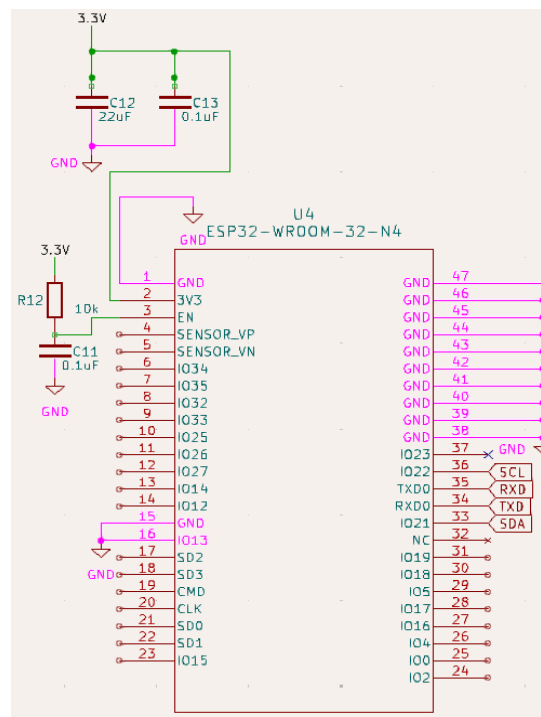 3.3V
C12
22uF
C13
0.1uF
GND
GND
U4
ESP32-WROOM-32-N4
3.3V
R12
10k
C11
0.1uF
GND
1 GND
2 3V3
3 EN
4 SENSOR_VP
5 SENSOR_VN
6 IO34
7 IO35
8 IO32
9 IO33
10 IO25
11 IO26
12 IO27
13 IO14
14 IO12
15 GND
16 IO13
GND
17 SD2
18 SD3
19 CMD
20 CLK
21 SD0
22 SD1
23 IO15
GND 47
GND 46
GND 45
GND 44
GND 43
GND 42
GND 41
GND 40
GND 39
GND 38
IO23 37 GND
IO22 36 SCL
TXD0 35 RXD
RXD0 34 TXD
IO21 33 SDA
NC 32
IO19 31
IO18 30
IO5 29
IO17 28
IO16 27
IO4 26
IO0 25
IO2 24